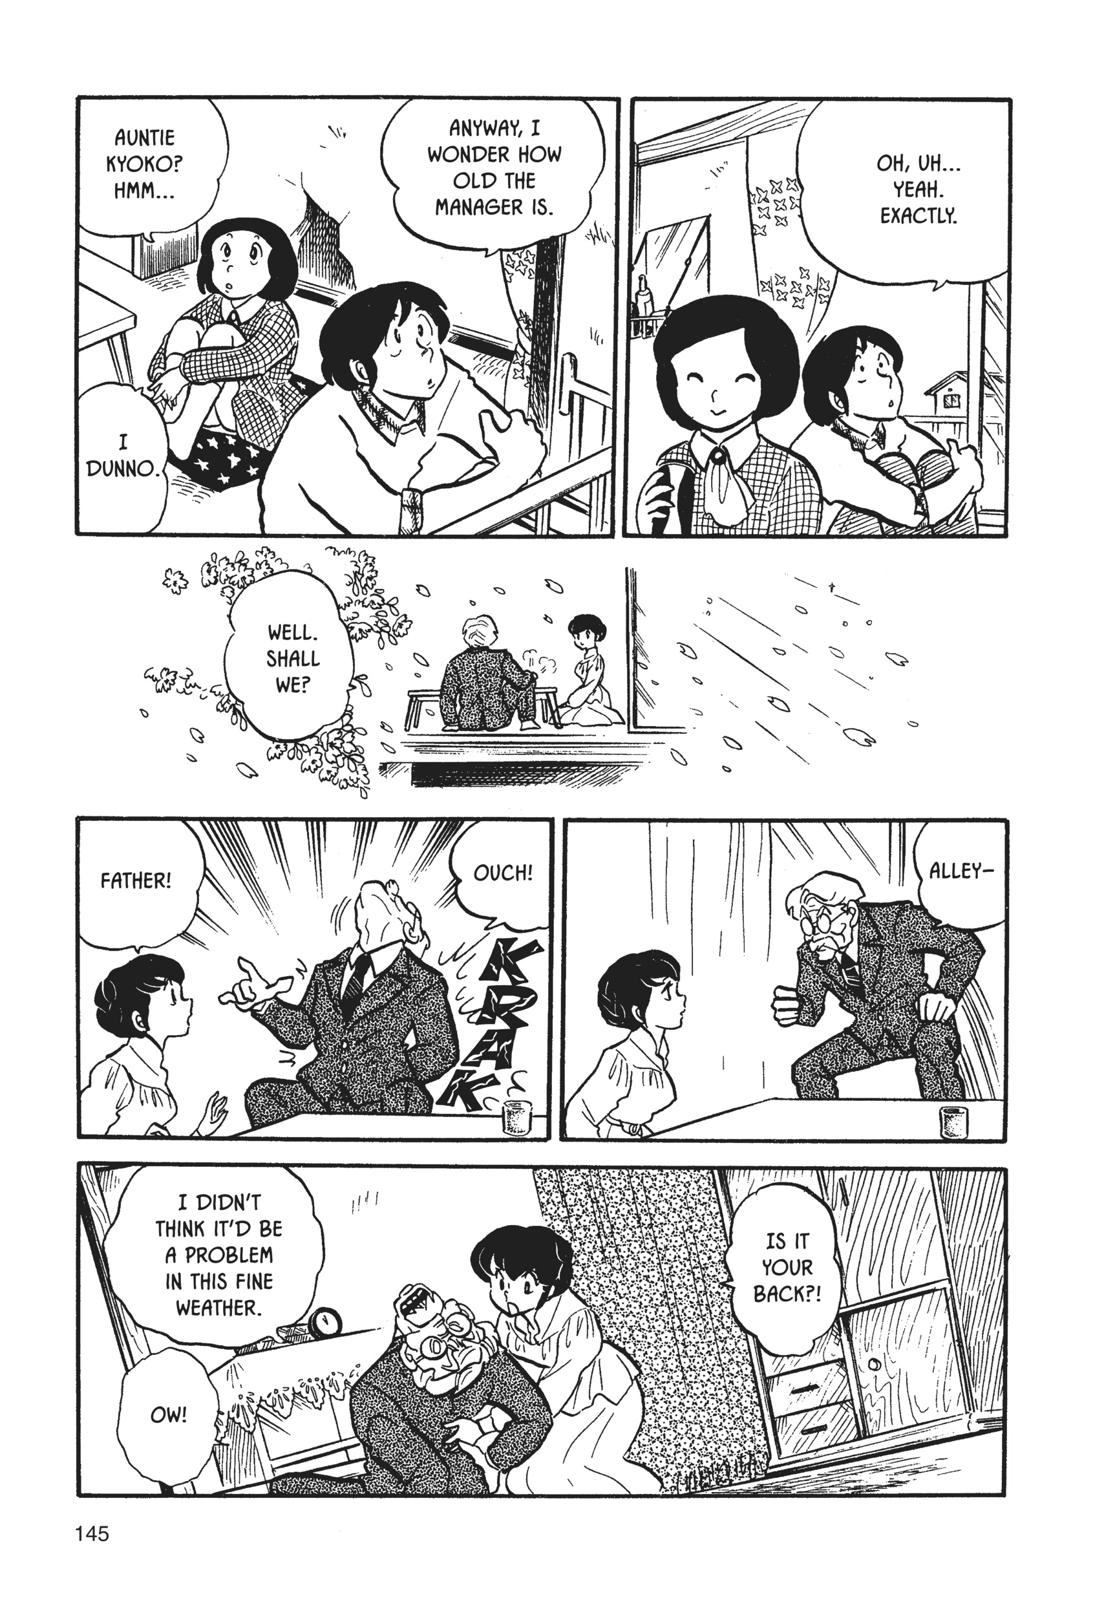 OH, UH...
YEAH.
EXACTLY.
ANYWAY, I
WONDER HOW
OLD THE
MANAGER IS.
AUNTIE
KYOKO?
HMM...
I
DUNNO.
WELL.
SHALL
WE?
ALLEY–
OUCH!
KRAK
FATHER!
IS IT
YOUR
BACK?!
I DIDN'T
THINK IT'D BE
A PROBLEM
IN THIS FINE
WEATHER.
OW!
145